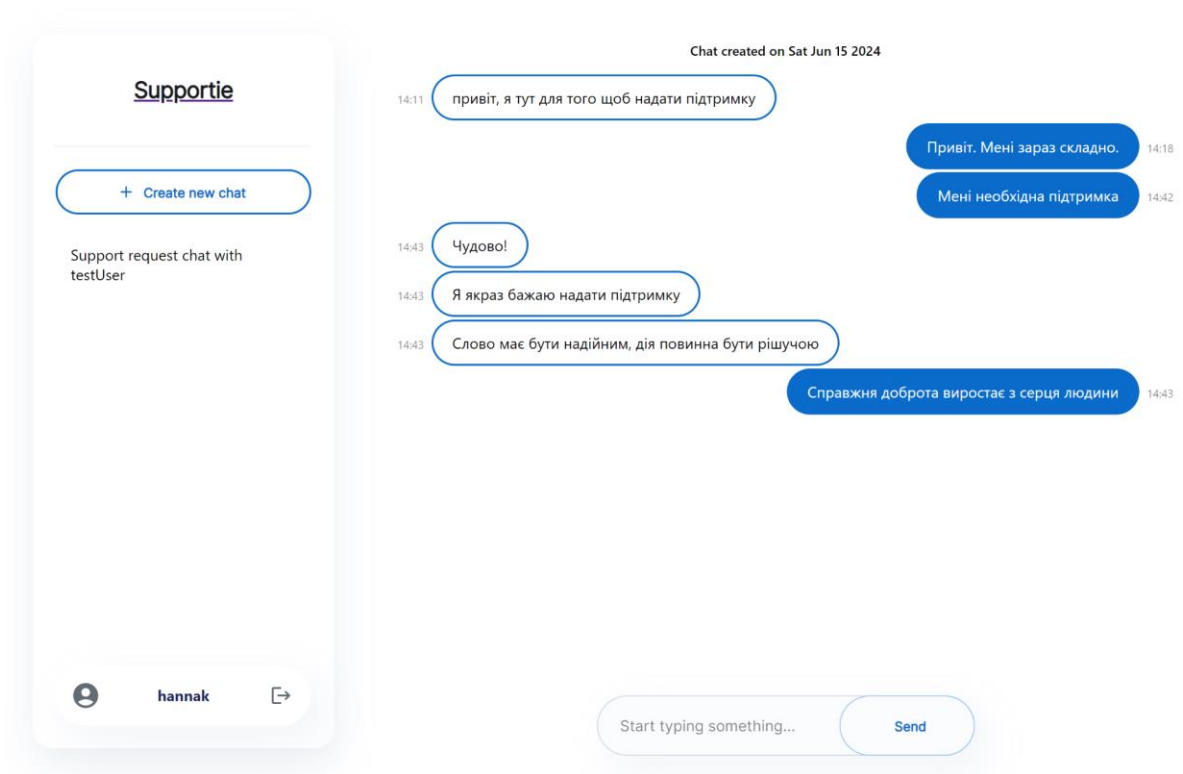 Supportie
+ Create new chat
Support request chat with
testUser
hannak
Chat created on Sat Jun 15 2024
14:11 привіт, я тут для того щоб надати підтримку
Привіт. Мені зараз складно. 14:18
Мені необхідна підтримка 14:42
14:43 Чудово!
14:43 Я якраз бажаю надати підтримку
14:43 Слово має бути надійним, дія повинна бути рішучою
Справжня доброта виростає з серця людини 14:43
Start typing something... Send